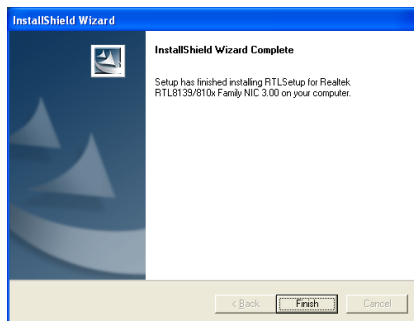 InstallShield Wizard
InstallShield Wizard Complete
Setup has finished installing RTLSetup for Realtek
RTL8139/810x Family NIC 3.00 on your computer.
< Back Finish Cancel